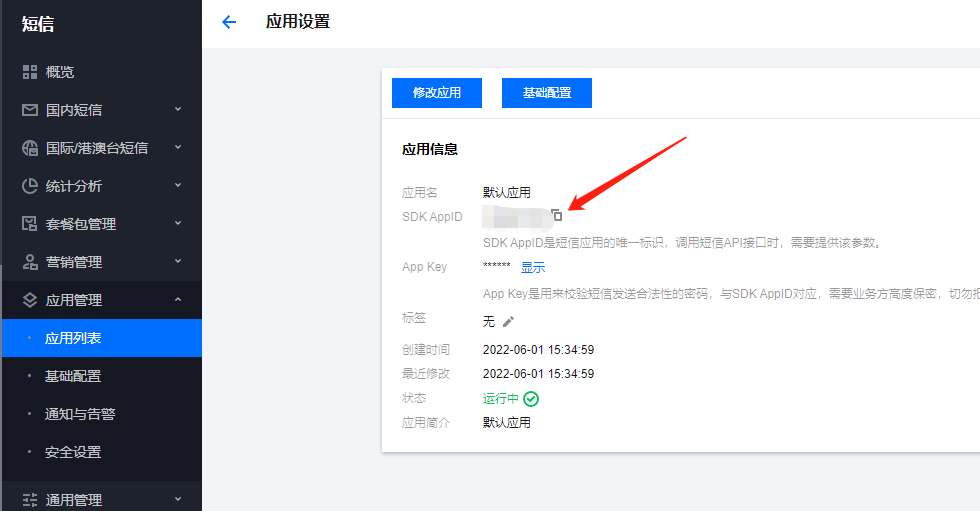 短信
概览
国内短信
国际/港澳台短信
统计分析
套餐包管理
营销管理
应用管理
应用列表
基础配置
通知与告警
安全设置
通用管理
应用设置
修改应用 基础配置
应用信息
应用名 默认应用
SDK AppID
SDK AppID是短信应用的唯一标识，调用短信API接口时，需要提供该参数。
App Key ****** 显示
App Key是用来校验短信发送合法性的密码，与SDK AppID对应，需要业务方高度保密，切勿把
标签 无
创建时间 2022-06-01 15:34:59
最近修改 2022-06-01 15:34:59
状态 运行中
应用简介 默认应用